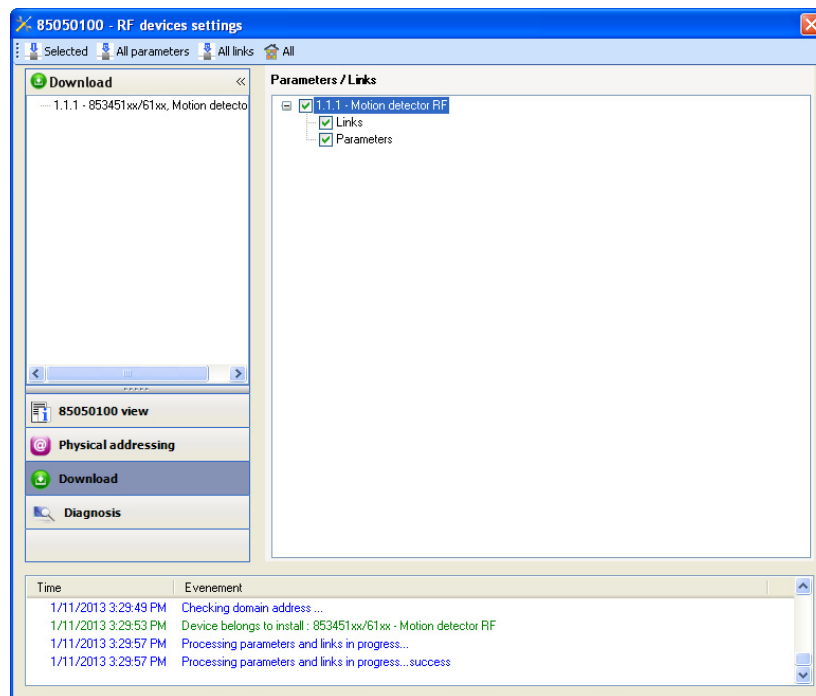 85050100 - RF devices settings
Selected All parameters All links All
Download
1.1.1 - 853451xx/61xx, Motion detecto
85050100 view
Physical addressing
Download
Diagnosis
Parameters / Links
1.1.1 - Motion detector RF
Links
Parameters
Time Evenement
1/11/2013 3:29:49 PM Checking domain address ...
1/11/2013 3:29:53 PM Device belongs to install : 853451xx/61xx - Motion detector RF
1/11/2013 3:29:57 PM Processing parameters and links in progress...
1/11/2013 3:29:57 PM Processing parameters and links in progress...success